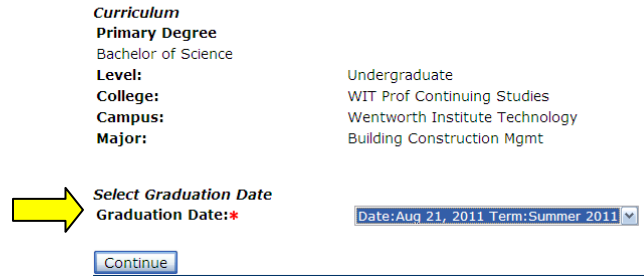 Curriculum
Primary Degree
Bachelor of Science
Level: Undergraduate
College: WIT Prof Continuing Studies
Campus: Wentworth Institute Technology
Major: Building Construction Mgmt
Select Graduation Date
Graduation Date:* Date:Aug 21, 2011 Term:Summer 2011
Continue